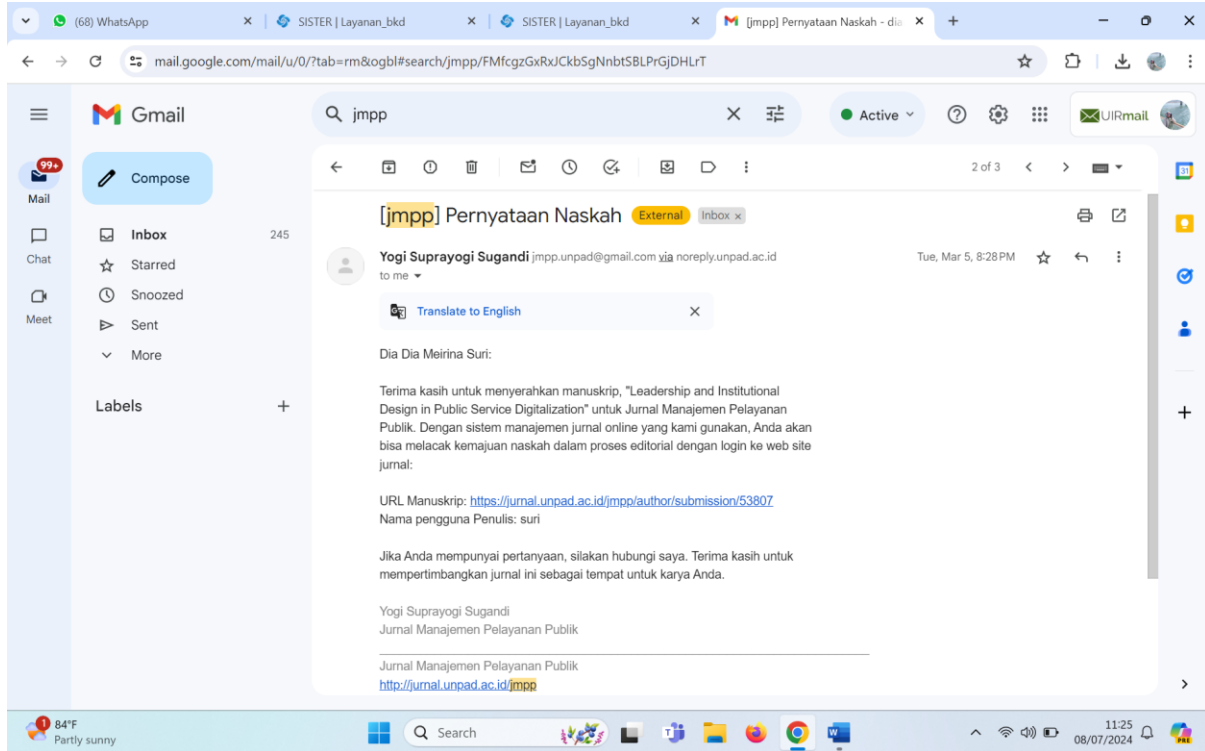 (68) WhatsApp
SISTER | Layanan_bkd
SISTER | Layanan_bkd
[jmpp] Pernyataan Naskah - dia
mail.google.com/mail/u/0/?tab=rm&ogbl#search/jmpp/FMfcgzGxRxJCkbSgNnbtSBLPrGjDHLrT
Gmail
jmpp
Active
UIRmail
99+
Mail
Chat
Meet
Compose
Inbox 245
Starred
Snoozed
Sent
More
Labels
2 of 3
31
[jmpp] Pernyataan Naskah External Inbox x
Yogi Suprayogi Sugandi jmpp.unpad@gmail.com via noreply.unpad.ac.id Tue, Mar 5, 8:28 PM
to me
Translate to English
Dia Dia Meirina Suri:
Terima kasih untuk menyerahkan manuskrip, "Leadership and Institutional
Design in Public Service Digitalization" untuk Jurnal Manajemen Pelayanan
Publik. Dengan sistem manajemen jurnal online yang kami gunakan, Anda akan
bisa melacak kemajuan naskah dalam proses editorial dengan login ke web site
jurnal:
URL Manuskrip: https://jurnal.unpad.ac.id/jmpp/author/submission/53807
Nama pengguna Penulis: suri
Jika Anda mempunyai pertanyaan, silakan hubungi saya. Terima kasih untuk
mempertimbangkan jurnal ini sebagai tempat untuk karya Anda.
Yogi Suprayogi Sugandi
Jurnal Manajemen Pelayanan Publik
Jurnal Manajemen Pelayanan Publik
http://jurnal.unpad.ac.id/jmpp
1
84°F
Partly sunny
Search
11:25
08/07/2024
PRE